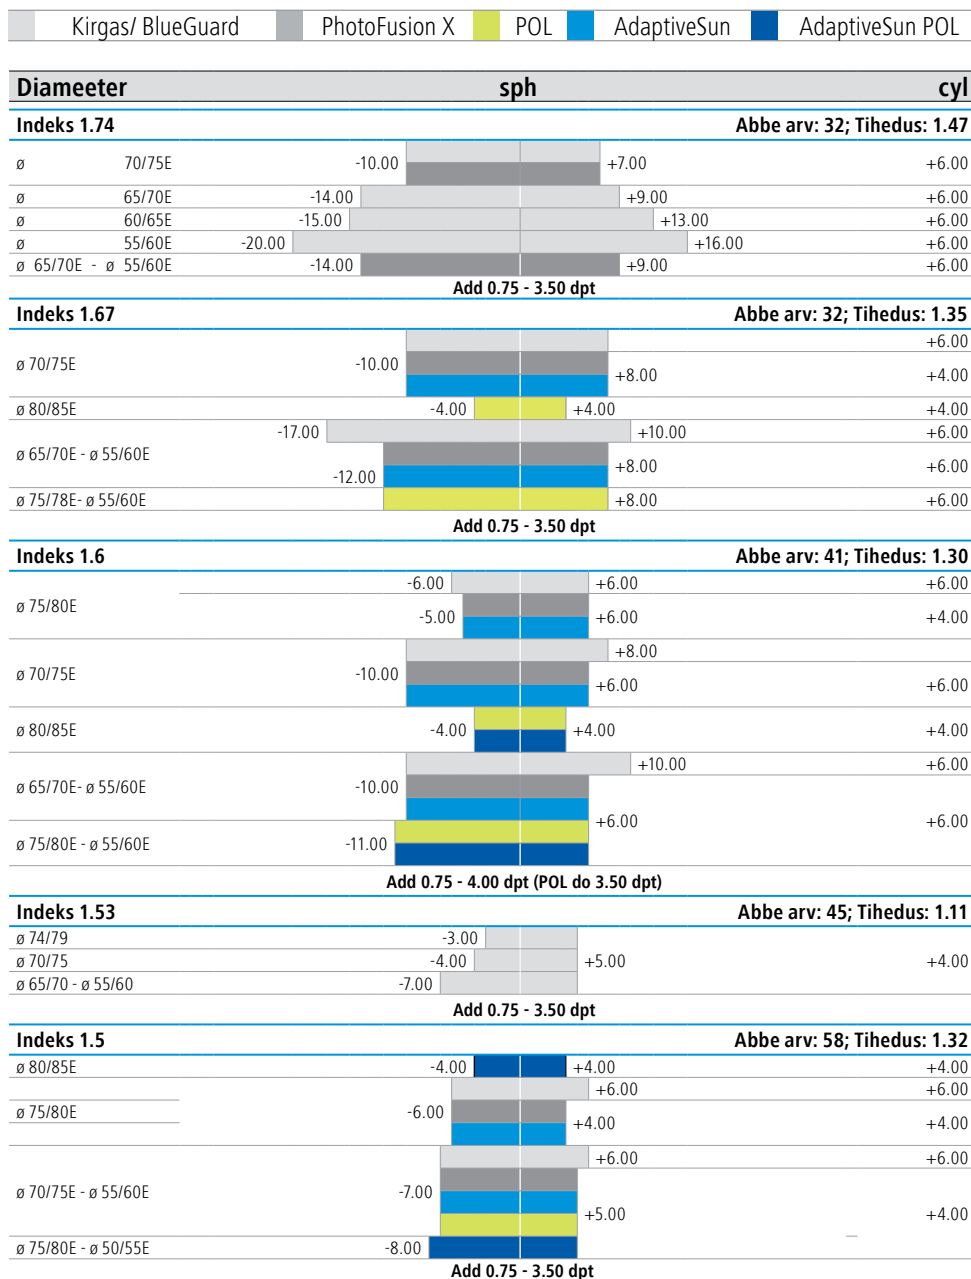 Kirgas/ BlueGuard PhotoFusion X POL AdaptiveSun AdaptiveSun POL
Diameeter sph cyl
Indeks 1.74 Abbe arv: 32; Tihedus: 1.47
ø 70/75E -10.00 +7.00 +6.00
ø 65/70E -14.00 +9.00 +6.00
ø 60/65E -15.00 +13.00 +6.00
ø 55/60E -20.00 +16.00 +6.00
ø 65/70E - ø 55/60E -14.00 +9.00 +6.00
Add 0.75 - 3.50 dpt
Indeks 1.67 Abbe arv: 32; Tihedus: 1.35
+6.00
ø 70/75E -10.00
+8.00 +4.00
ø 80/85E -4.00 +4.00 +4.00
-17.00 +10.00 +6.00
ø 65/70E - ø 55/60E
+8.00 +6.00
-12.00
ø 75/78E- ø 55/60E +8.00 +6.00
Add 0.75 - 3.50 dpt
Indeks 1.6 Abbe arv: 41; Tihedus: 1.30
-6.00 +6.00 +6.00
ø 75/80E
-5.00 +6.00 +4.00
+8.00
ø 70/75E -10.00
+6.00 +6.00
ø 80/85E -4.00 +4.00 +4.00
+10.00 +6.00
ø 65/70E- ø 55/60E -10.00
+6.00 +6.00
ø 75/80E - ø 55/60E -11.00
Add 0.75 - 4.00 dpt (POL do 3.50 dpt)
Indeks 1.53 Abbe arv: 45; Tihedus: 1.11
ø 74/79 -3.00
ø 70/75 -4.00 +5.00 +4.00
ø 65/70 - ø 55/60 -7.00
Add 0.75 - 3.50 dpt
Indeks 1.5 Abbe arv: 58; Tihedus: 1.32
ø 80/85E -4.00 +4.00 +4.00
+6.00 +6.00
ø 75/80E -6.00
+4.00 +4.00
+6.00 +6.00
ø 70/75E - ø 55/60E -7.00
+5.00 +4.00
ø 75/80E - ø 50/55E -8.00
Add 0.75 - 3.50 dpt